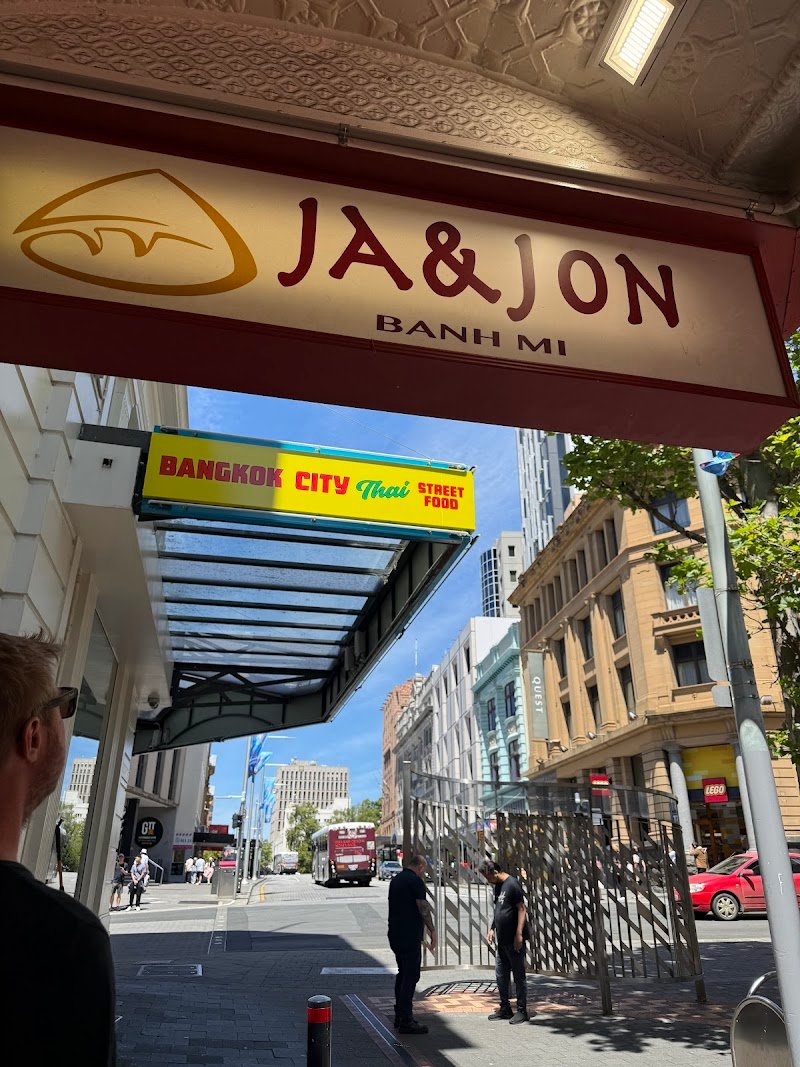 JA&JON
BANH MI
BANGKOK CITY Thai STREET FOOD
QUEST
LEGO